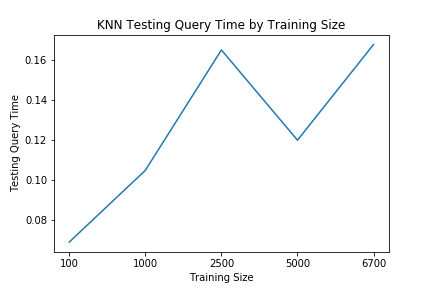 KNN Testing Query Time by Training Size
Testing Query Time
0.16
0.14
0.12
0.10
0.08
100 1000 2500 5000 6700
Training Size